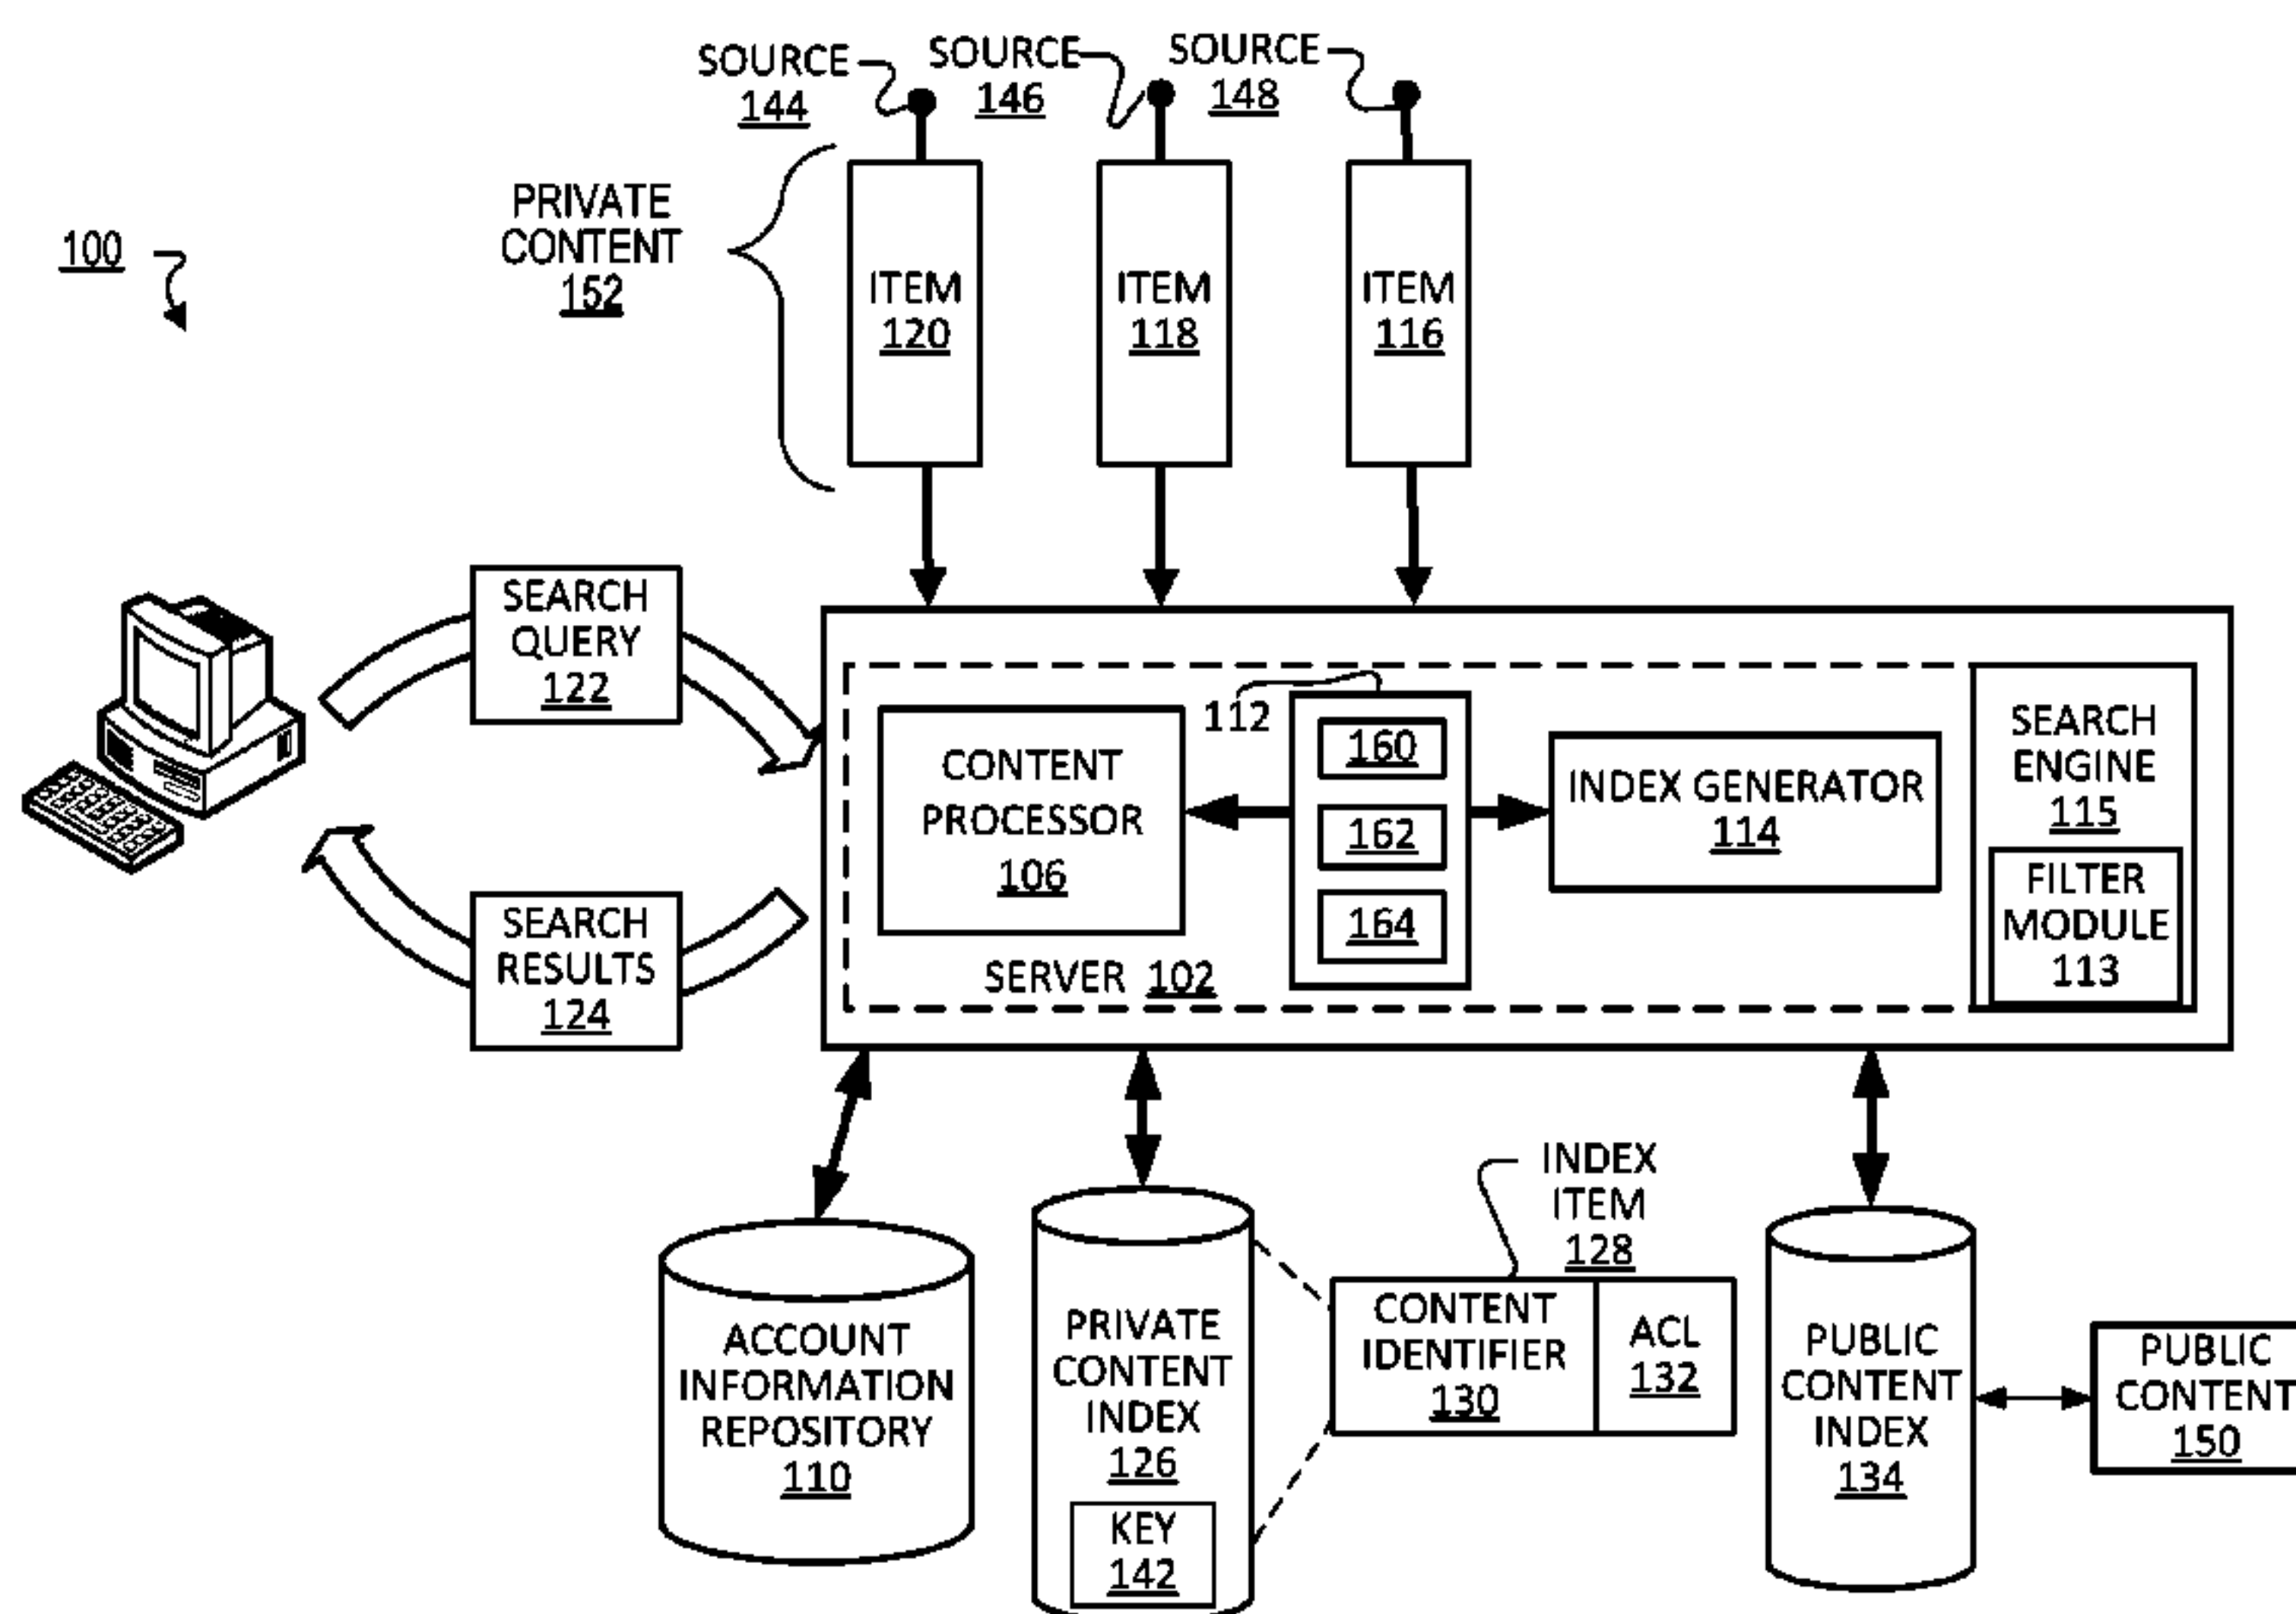 SOURCE
144
SOURCE
146
SOURCE
148
100
PRIVATE
CONTENT
152
ITEM
120
ITEM
118
ITEM
116
SEARCH
QUERY
122
SEARCH
RESULTS
124
CONTENT
PROCESSOR
106
SERVER 102
112
160
162
164
INDEX GENERATOR
114
SEARCH
ENGINE
115
FILTER
MODULE
113
ACCOUNT
INFORMATION
REPOSITORY
110
PRIVATE
CONTENT
INDEX
126
KEY
142
INDEX
ITEM
128
CONTENT
IDENTIFIER
130
ACL
132
PUBLIC
CONTENT
INDEX
134
PUBLIC
CONTENT
150